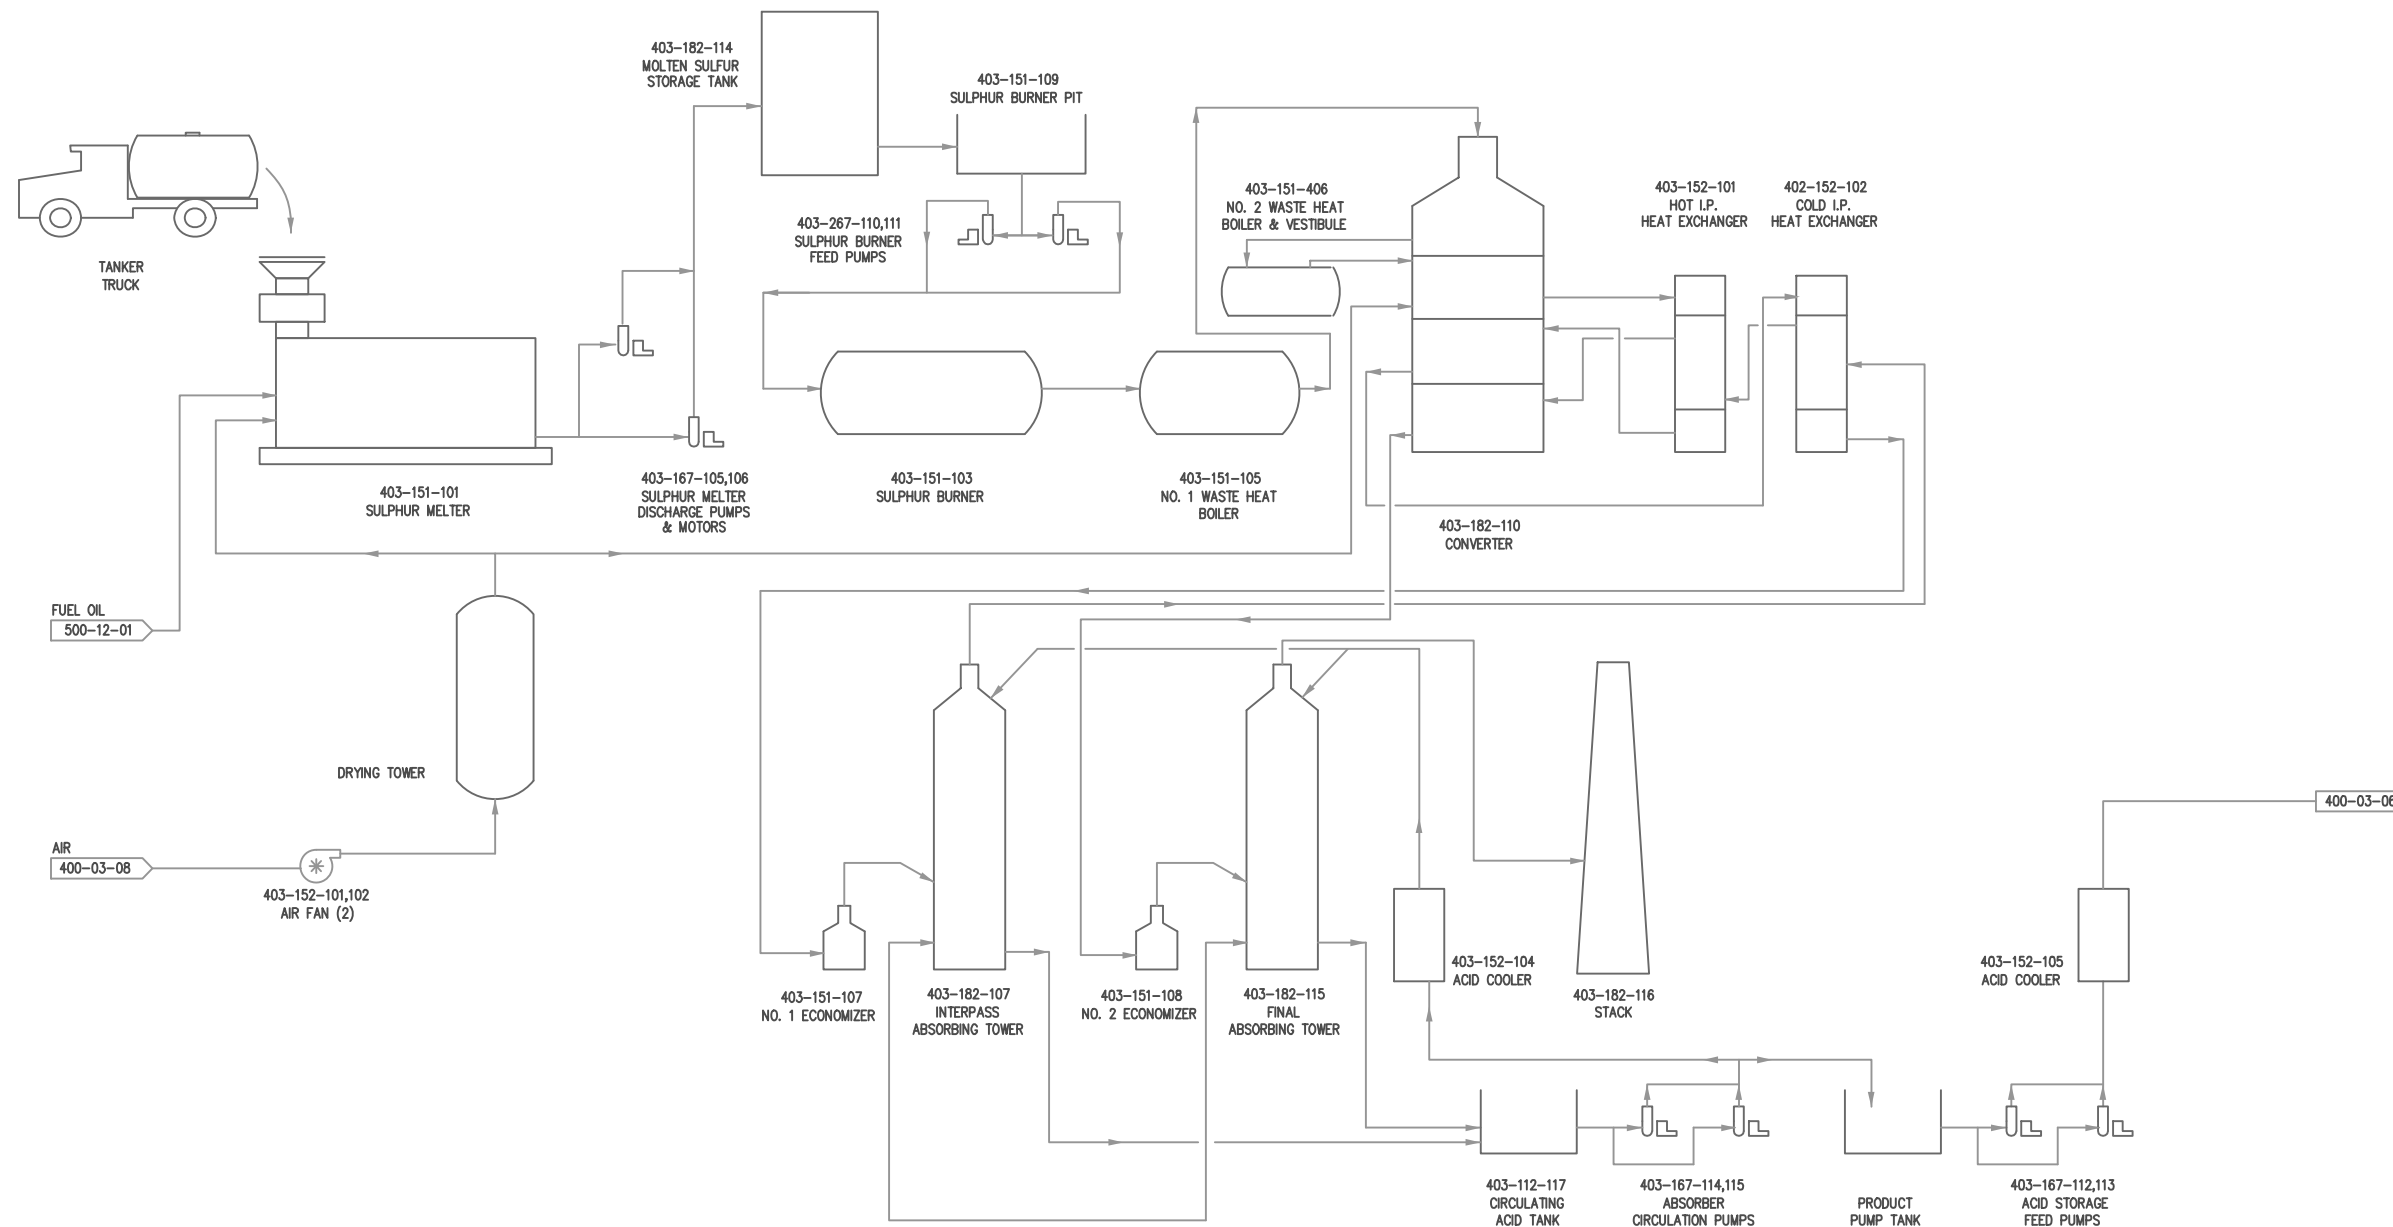 403-182-114
MOLTEN SULFUR
STORAGE TANK
403-151-109
SULPHUR BURNER PIT
403-151-406
NO. 2 WASTE HEAT
BOILER & VESTIBULE
403-152-101
HOT I.P.
HEAT EXCHANGER
402-152-102
COLD I.P.
HEAT EXCHANGER
403-267-110,111
SULPHUR BURNER
FEED PUMPS
TANKER
TRUCK
403-151-101
SULPHUR MELTER
403-167-105,106
SULPHUR MELTER
DISCHARGE PUMPS
& MOTORS
403-151-103
SULPHUR BURNER
403-151-105
NO. 1 WASTE HEAT
BOILER
403-182-110
CONVERTER
FUEL OIL
500-12-01
DRYING TOWER
AIR
400-03-08
403-152-101,102
AIR FAN (2)
400-03-06
403-151-107
NO. 1 ECONOMIZER
403-182-107
INTERPASS
ABSORBING TOWER
403-151-108
NO. 2 ECONOMIZER
403-182-115
FINAL
ABSORBING TOWER
403-152-104
ACID COOLER
403-182-116
STACK
403-152-105
ACID COOLER
403-112-117
CIRCULATING
ACID TANK
403-167-114,115
ABSORBER
CIRCULATION PUMPS
PRODUCT
PUMP TANK
403-167-112,113
ACID STORAGE
FEED PUMPS